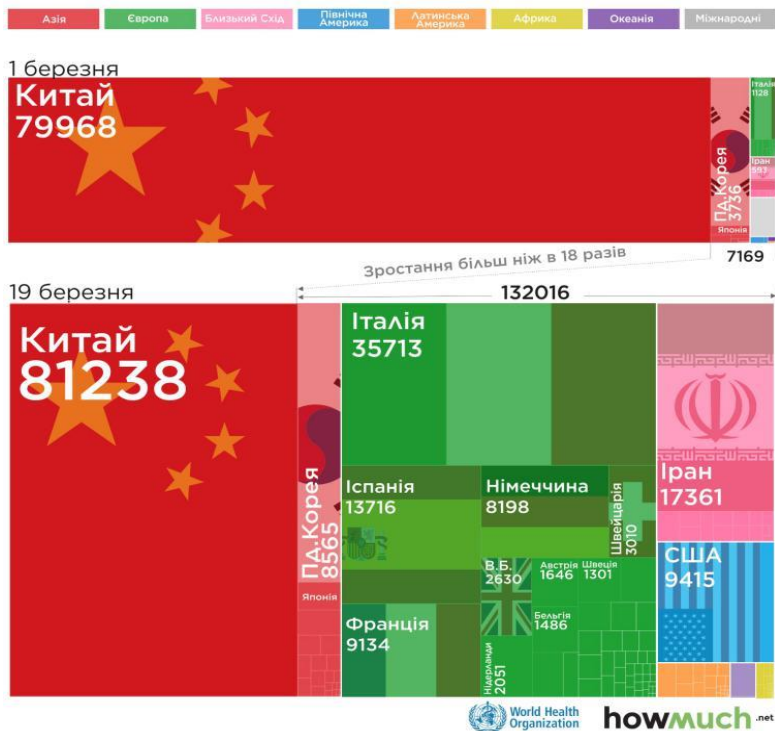 Азія
Європа
Близький Схід
Північна
Америка
Латинська
Америка
Африка
Океанія
Міжнародні
1 березня
Китай
79968
ПД.Корея
3736
Японія
Італія
1128
Іран
593
7169
Зростання більш ніж в 18 разів
19 березня
132016
Китай
81238
ПД.Корея
8565
Японія
Італія
35713
Іспанія
13716
Німеччина
8198
Швейцарія
3010
Франція
9134
В.Б.
2630
Австрія
1646
Швеція
1301
Бельгія
1486
Нідерланди
2051
Іран
17361
США
9415
World Health
Organization
howmuch.net